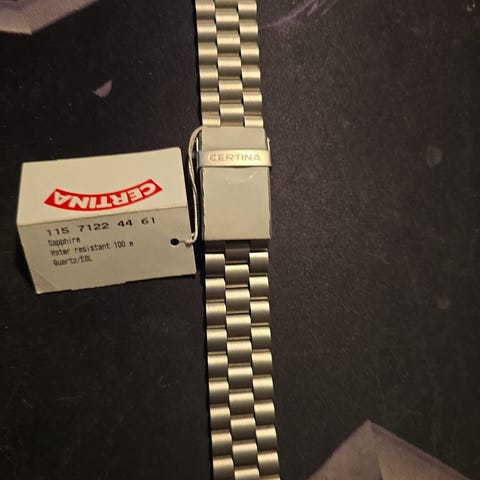 CERTINA
CERTINA
115 7122 44 61
Sapphire
Water resistant 100 m
Quartz/EOL